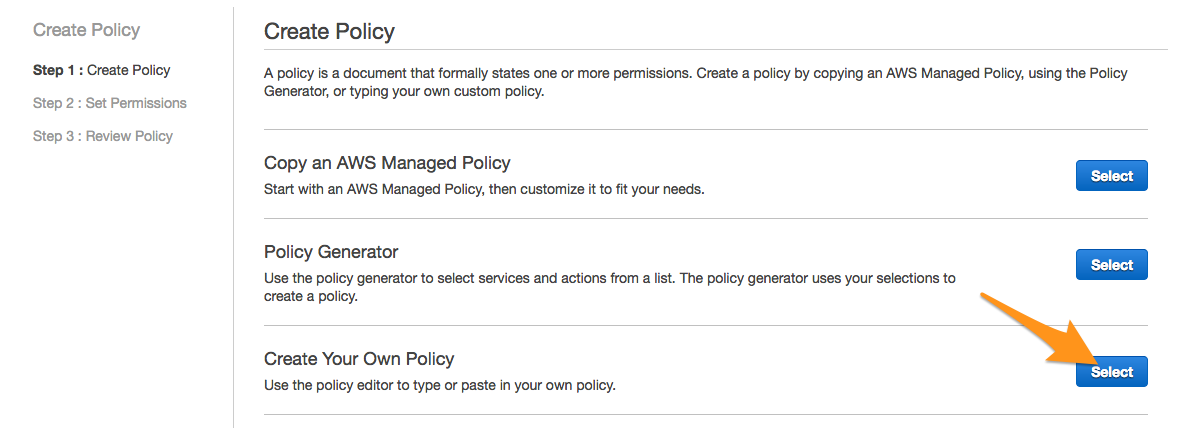 Create Policy
Step 1 : Create Policy
Step 2 : Set Permissions
Step 3 : Review Policy
Create Policy
A policy is a document that formally states one or more permissions. Create a policy by copying an AWS Managed Policy, using the Policy
Generator, or typing your own custom policy.
Copy an AWS Managed Policy
Start with an AWS Managed Policy, then customize it to fit your needs.
Select
Policy Generator
Use the policy generator to select services and actions from a list. The policy generator uses your selections to
create a policy.
Select
Create Your Own Policy
Use the policy editor to type or paste in your own policy.
Select